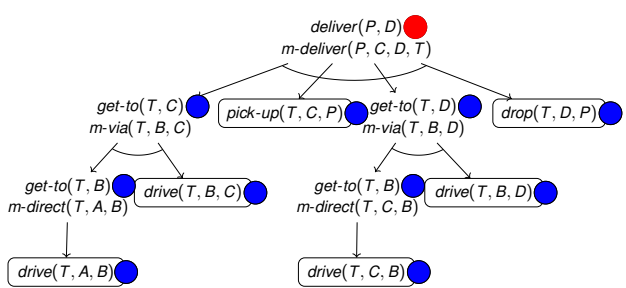 deliver(P, D)
m-deliver(P, C, D, T)
get-to(T, C)
m-via(T, B, C)
pick-up(T, C, P)
get-to(T, D)
m-via(T, B, D)
drop(T, D, P)
get-to(T, B)
m-direct(T, A, B)
drive(T, B, C)
get-to(T, B)
m-direct(T, C, B)
drive(T, B, D)
drive(T, A, B)
drive(T, C, B)